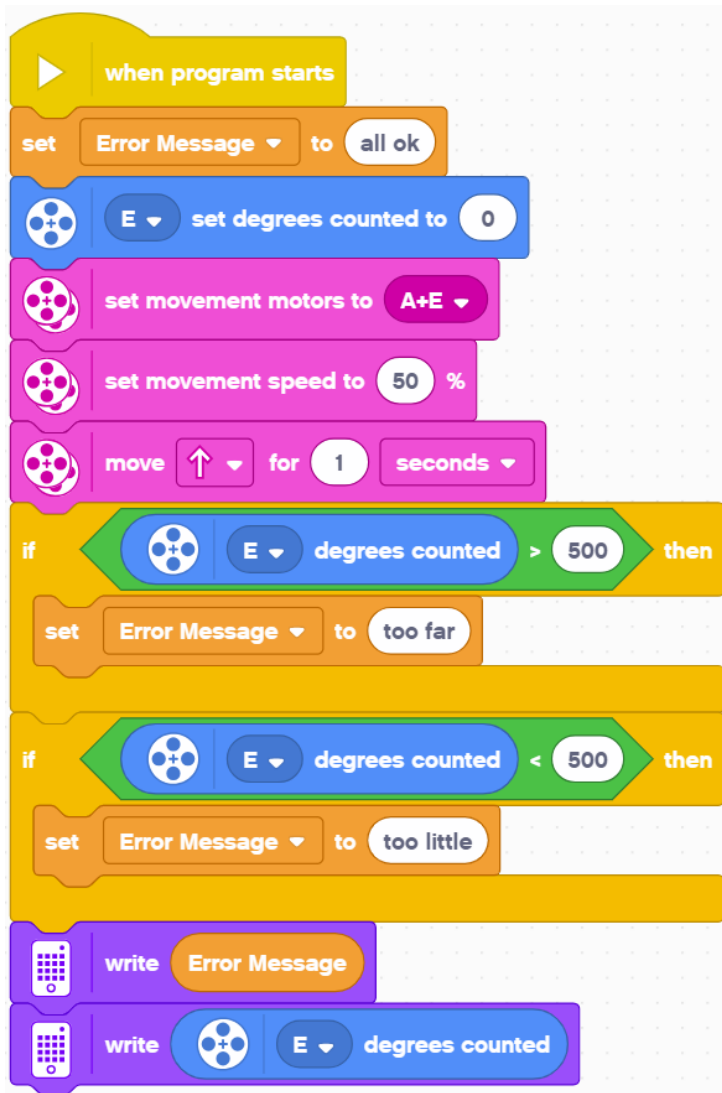 when program starts
set Error Message to all ok
E set degrees counted to 0
set movement motors to A+E
set movement speed to 50 %
move for 1 seconds
if E degrees counted > 500 then
set Error Message to too far
if E degrees counted < 500 then
set Error Message to too little
write Error Message
write E degrees counted